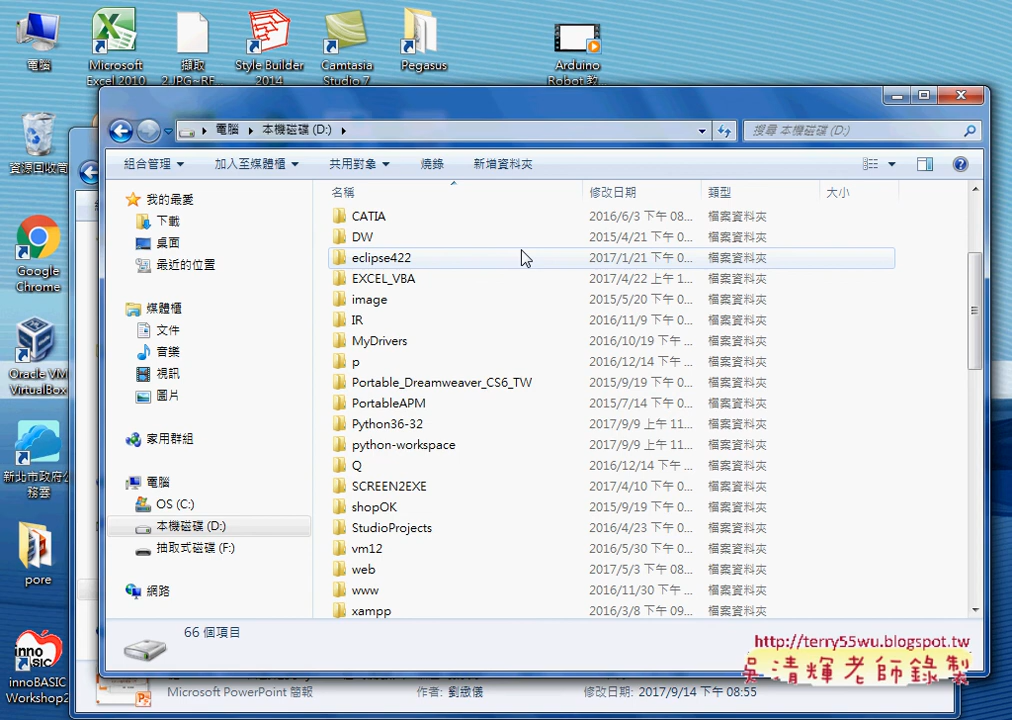 電腦
Microsoft
Excel 2010
擷取
2.JPG~RF...
Style Builder
2014
Camtasia
Studio 7
Pegasus
Arduino
Robot 教...
資源回收筒
Google
Chrome
Oracle VM
VirtualBox
新北市政府公
務雲
pore
innoBASIC
Workshop2
電腦 本機磁碟 (D:)
搜尋 本機磁碟 (D:)
組合管理 加入至媒體櫃 共用對象 燒錄 新增資料夾
名稱 修改日期 類型 大小
我的最愛
下載
桌面
最近的位置
媒體櫃
文件
音樂
視訊
圖片
家用群組
電腦
OS (C:)
本機磁碟 (D:)
抽取式磁碟 (F:)
網路
CATIA 2016/6/3 下午 08... 檔案資料夾
DW 2015/4/21 下午 0... 檔案資料夾
eclipse422 2017/1/21 下午 0... 檔案資料夾
EXCEL_VBA 2017/4/22 上午 1... 檔案資料夾
image 2015/5/20 下午 0... 檔案資料夾
IR 2016/11/9 下午 0... 檔案資料夾
MyDrivers 2016/10/19 下午... 檔案資料夾
p 2016/12/14 下午... 檔案資料夾
Portable_Dreamweaver_CS6_TW 2015/9/19 下午 0... 檔案資料夾
PortableAPM 2015/7/14 下午 0... 檔案資料夾
Python36-32 2017/9/9 上午 11... 檔案資料夾
python-workspace 2017/9/9 上午 11... 檔案資料夾
Q 2016/12/14 下午... 檔案資料夾
SCREEN2EXE 2017/4/10 下午 0... 檔案資料夾
shopOK 2015/9/19 下午 0... 檔案資料夾
StudioProjects 2016/4/23 下午 0... 檔案資料夾
vm12 2016/5/30 下午 0... 檔案資料夾
web 2017/5/3 下午 08... 檔案資料夾
www 2016/11/30 下午... 檔案資料夾
xampp 2016/3/8 下午 09... 檔案資料夾
66 個項目
http://terry55wu.blogspot.tw
吳清輝老師錄製
Microsoft PowerPoint 簡報 作者: 劉懿儀 修改日期: 2017/9/14 下午 08:55